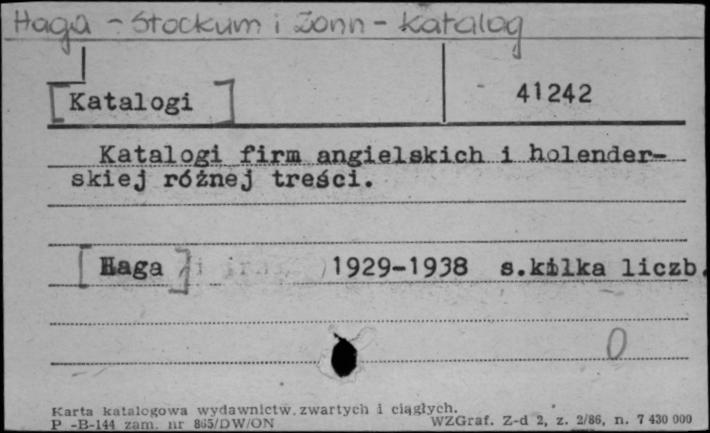 Haga - Stockum i Zonn - Katalog
[Katalogi] 41242
Katalogi firm angielskich i holender-
skiej różnej treści.
[Haga] 1929-1938 s.kilka liczb.
0
Karta katalogowa wydawnictw zwartych i ciągłych.
P -B-144 zam. nr 865/DW/ON WZGraf. Z-d 2, z. 2/86, n. 7 430 000